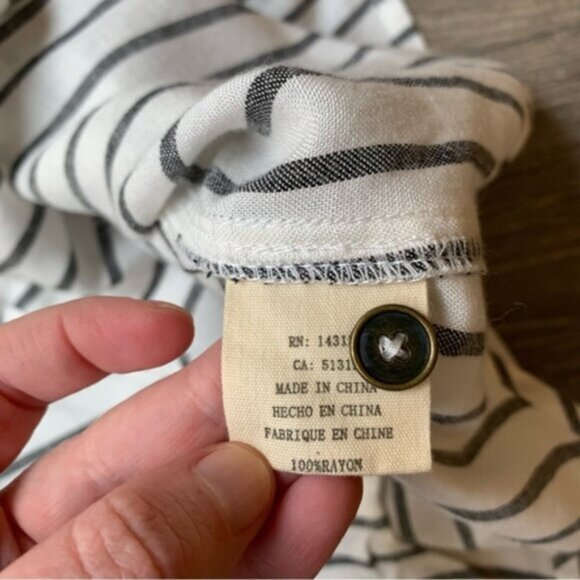 RN: 1431
CA: 5131
MADE IN CHINA
HECHO EN CHINA
FABRIQUE EN CHINE
100%RAYON